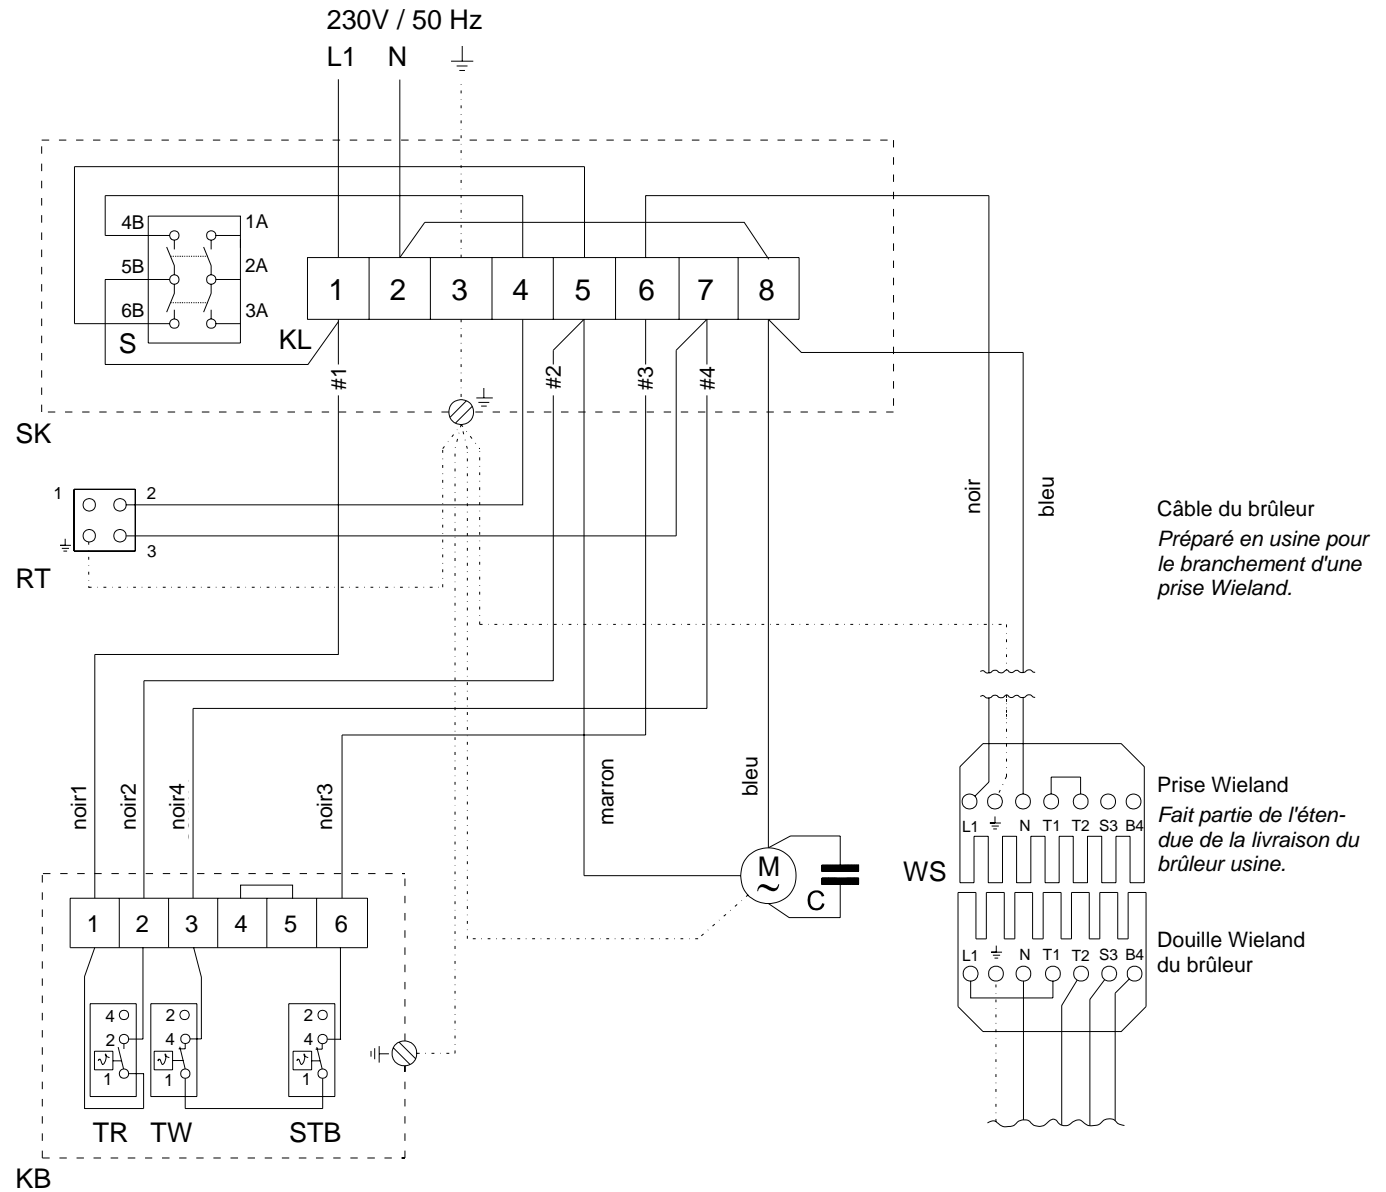 230V / 50 Hz
L1 N
4B 1A
5B 2A
6B 3A
S
KL
1 2 3 4 5 6 7 8
#1 #2 #3 #4
SK
1 2
3
RT
noir bleu
Câble du brûleur
Préparé en usine pour
le branchement d'une
prise Wieland.
noir1 noir2 noir4 noir3 marron bleu
Prise Wieland
Fait partie de l'éten-
due de la livraison du
brûleur usine.
L1 N T1 T2 S3 B4
WS
M
~
C
1 2 3 4 5 6
Douille Wieland
du brûleur
L1 N T1 T2 S3 B4
4 2 2
2 4 4
1 1 1
TR TW STB
KB